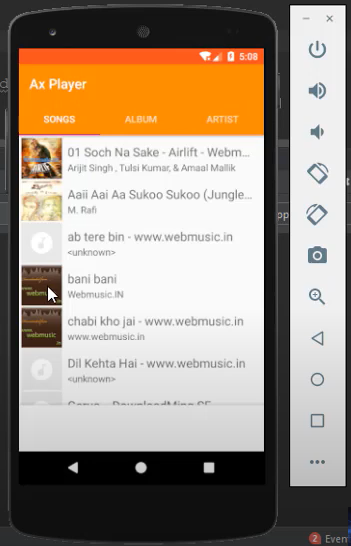 5:08
Ax Player
SONGS ALBUM ARTIST
01 Soch Na Sake - Airlift - Webm...
Arijit Singh , Tulsi Kumar, & Amaal Mallik
Aaii Aai Aa Sukoo Sukoo (Jungle...
M. Rafi
ab tere bin - www.webmusic.in
<unknown>
bani bani
Webmusic.IN
chabi kho jai - www.webmusic.in
www.webmusic.in
Dil Kehta Hai - www.webmusic.in
<unknown>
2 Even